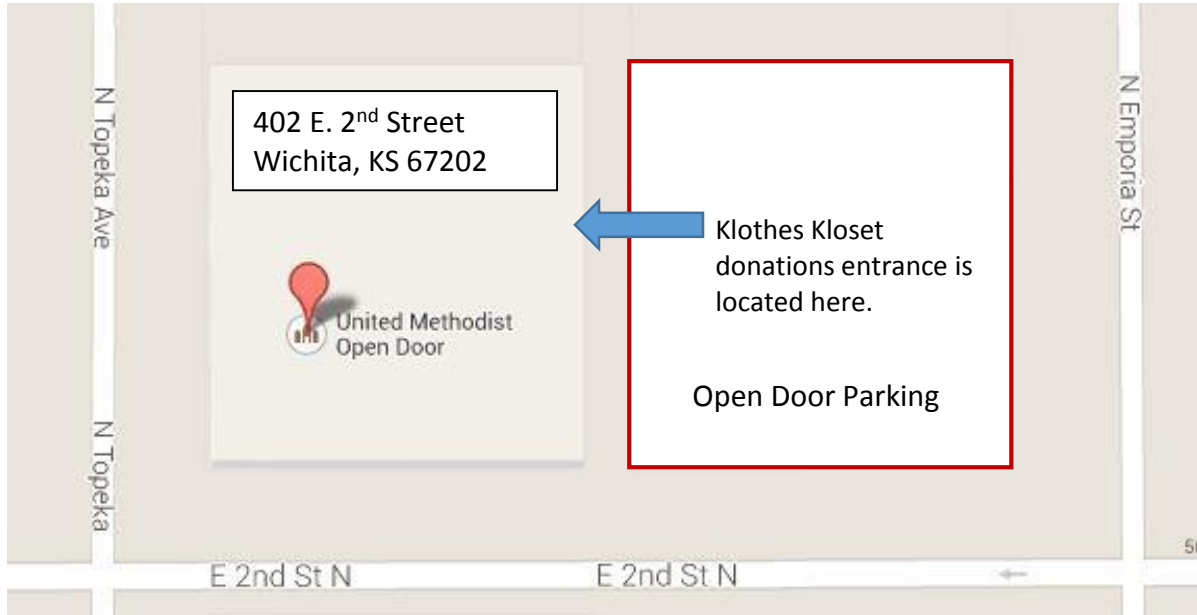 N Topeka Ave
N Topeka
402 E. 2nd Street
Wichita, KS 67202
United Methodist
Open Door
Klothes Kloset
donations entrance is
located here.
Open Door Parking
N Emporia St
E 2nd St N
E 2nd St N